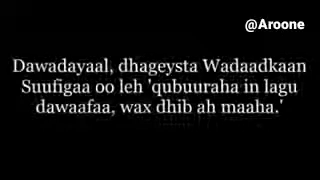 @Aroone
Dawadayaal, dhageysta Wadaadkaan
Suufigaa oo leh 'qubuuraha in lagu
dawaafaa, wax dhib ah maaha.'